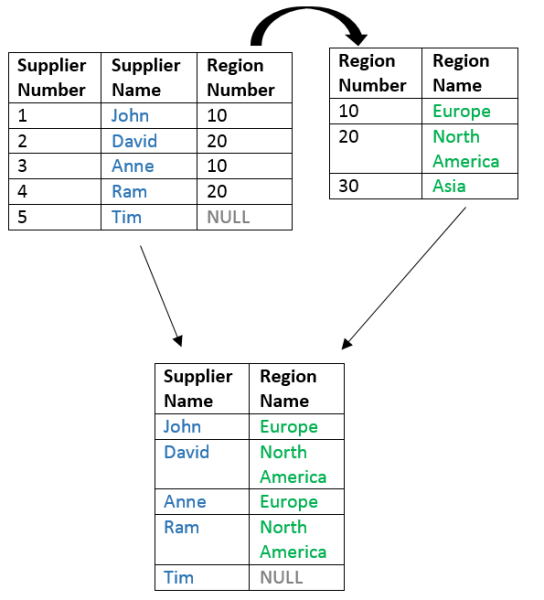 Supplier Number Supplier Name Region Number
1 John 10
2 David 20
3 Anne 10
4 Ram 20
5 Tim NULL
Region Number Region Name
10 Europe
20 North America
30 Asia
Supplier Name Region Name
John Europe
David North America
Anne Europe
Ram North America
Tim NULL